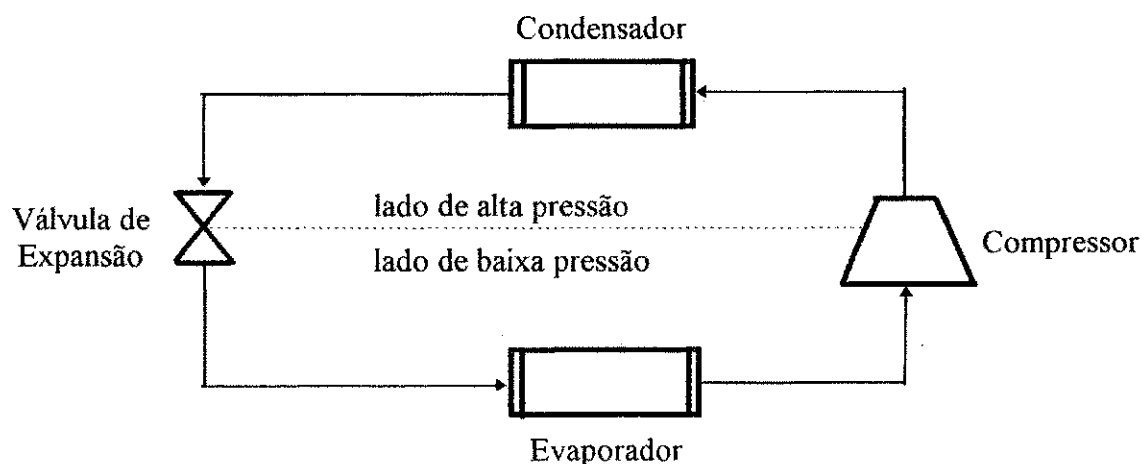 Condensador
Válvula de
Expansão
lado de alta pressão
lado de baixa pressão
Compressor
Evaporador